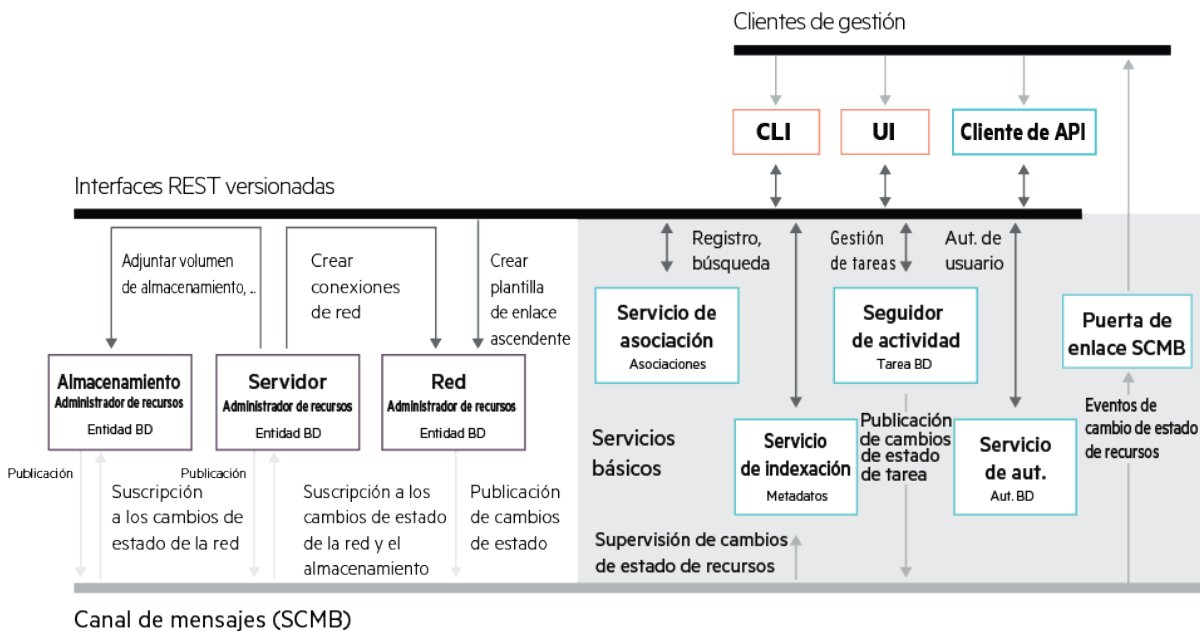 Clientes de gestión
CLI
UI
Cliente de API
Interfaces REST versionadas
Adjuntar volumen
de almacenamiento, ...
Crear
conexiones
de red
Crear
plantilla
de enlace
ascendente
Registro,
búsqueda
Gestión
de tareas
Aut. de
usuario
Servicio de
asociación
Asociaciones
Seguidor
de actividad
Tarea BD
Puerta de
enlace SCMB
Almacenamiento
Administrador de recursos
Entidad BD
Servidor
Administrador de recursos
Entidad BD
Red
Administrador de recursos
Entidad BD
Servicios
básicos
Servicio
de indexación
Metadatos
Publicación
de cambios
de estado
de tarea
Servicio
de aut.
Aut. BD
Eventos de
cambio de estado
de recursos
Publicación
Suscripción
a los cambios de
estado de la red
Publicación
Suscripción a los
cambios de estado
de la red y el
almacenamiento
Publicación
de cambios
de estado
Supervisión de cambios
de estado de recursos
Canal de mensajes (SCMB)